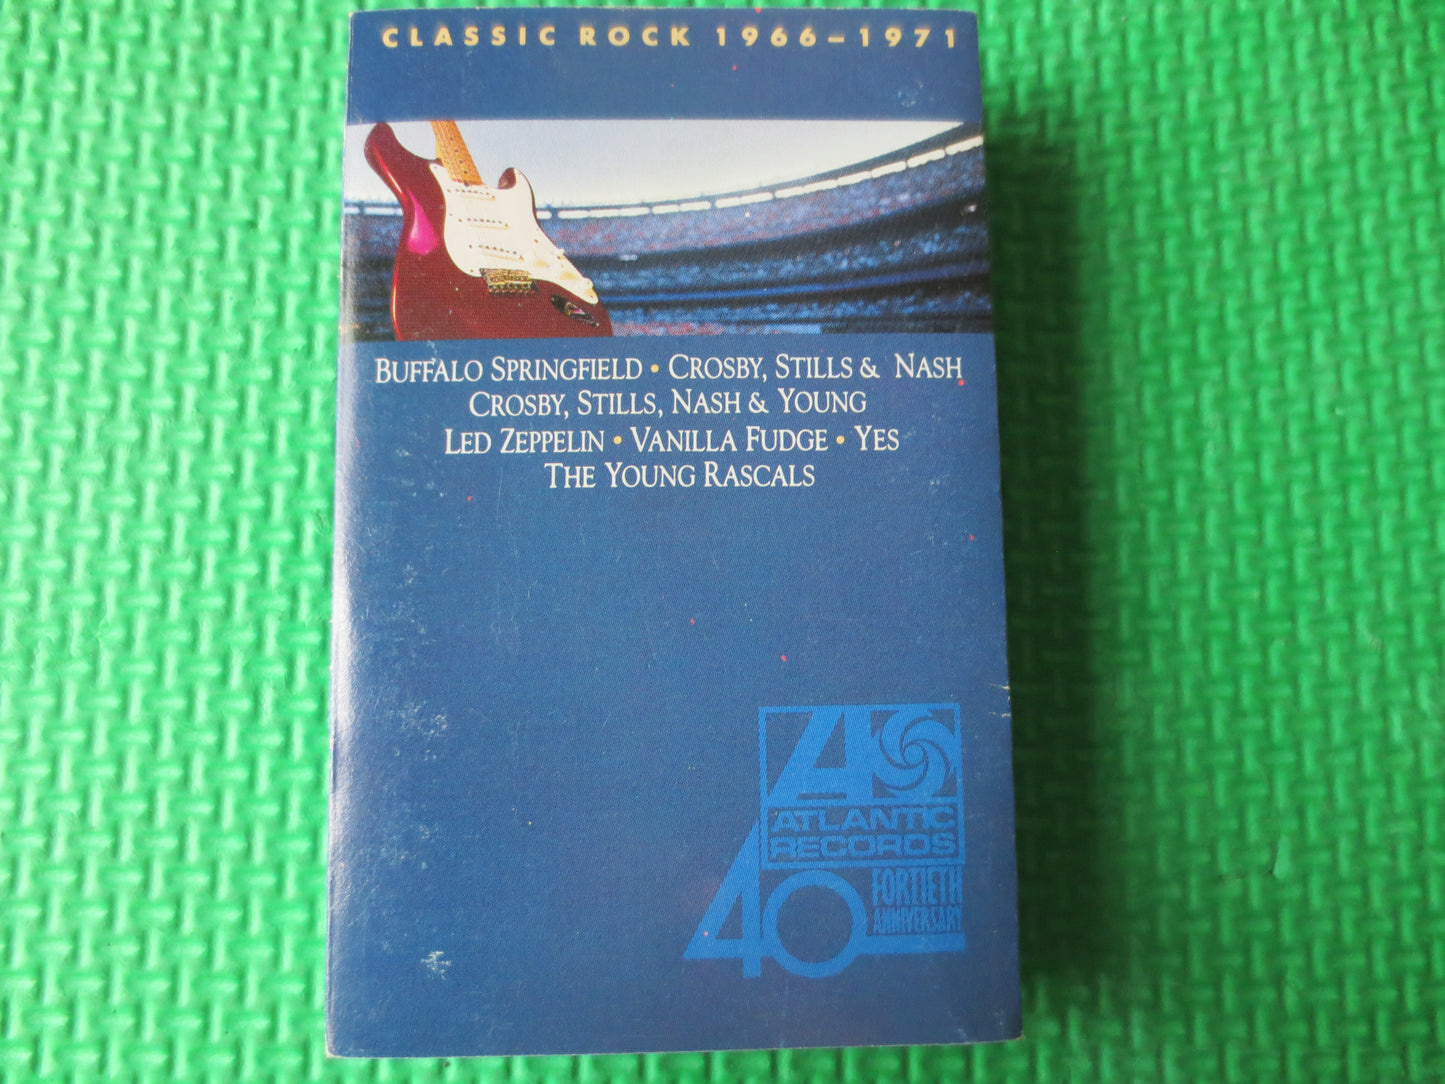 CLASSIC ROCK 1966–1971
BUFFALO SPRINGFIELD • CROSBY, STILLS & NASH
CROSBY, STILLS, NASH & YOUNG
LED ZEPPELIN • VANILLA FUDGE • YES
THE YOUNG RASCALS
ATLANTIC
RECORDS
40
FORTIETH
ANNIVERSARY